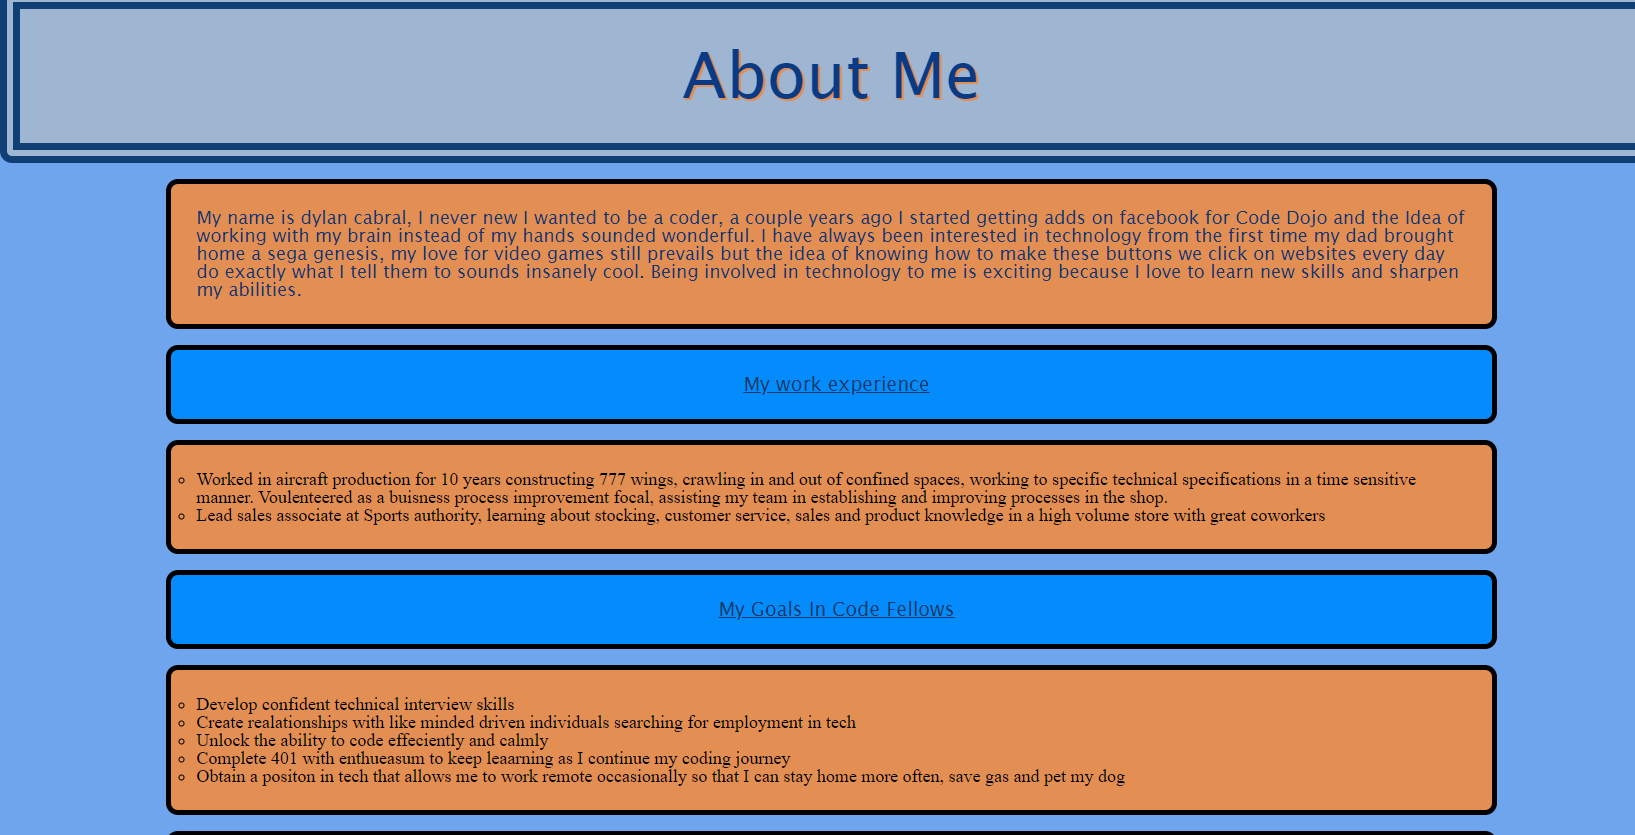 About Me
My name is dylan cabral, I never new I wanted to be a coder, a couple years ago I started getting adds on facebook for Code Dojo and the Idea of
working with my brain instead of my hands sounded wonderful. I have always been interested in technology from the first time my dad brought
home a sega genesis, my love for video games still prevails but the idea of knowing how to make these buttons we click on websites every day
do exactly what I tell them to sounds insanely cool. Being involved in technology to me is exciting because I love to learn new skills and sharpen
my abilities.
My work experience
Worked in aircraft production for 10 years constructing 777 wings, crawling in and out of confined spaces, working to specific technical specifications in a time sensitive
manner. Voulenteered as a buisness process improvement focal, assisting my team in establishing and improving processes in the shop.
Lead sales associate at Sports authority, learning about stocking, customer service, sales and product knowledge in a high volume store with great coworkers
My Goals In Code Fellows
Develop confident technical interview skills
Create realationships with like minded driven individuals searching for employment in tech
Unlock the ability to code effeciently and calmly
Complete 401 with enthueasum to keep leaarning as I continue my coding journey
Obtain a positon in tech that allows me to work remote occasionally so that I can stay home more often, save gas and pet my dog